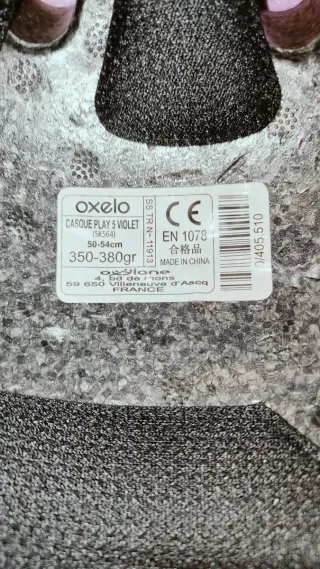 oxelo
CASQUE PLAY 5 VIOLET
(SK564)
50-54cm
350-380gr
SS TR N- 11913
CE
EN 1078
合格品
MADE IN CHINA
oxylane
4, bd de mons
59 650 Villeneuve d'Ascq
FRANCE
405.510